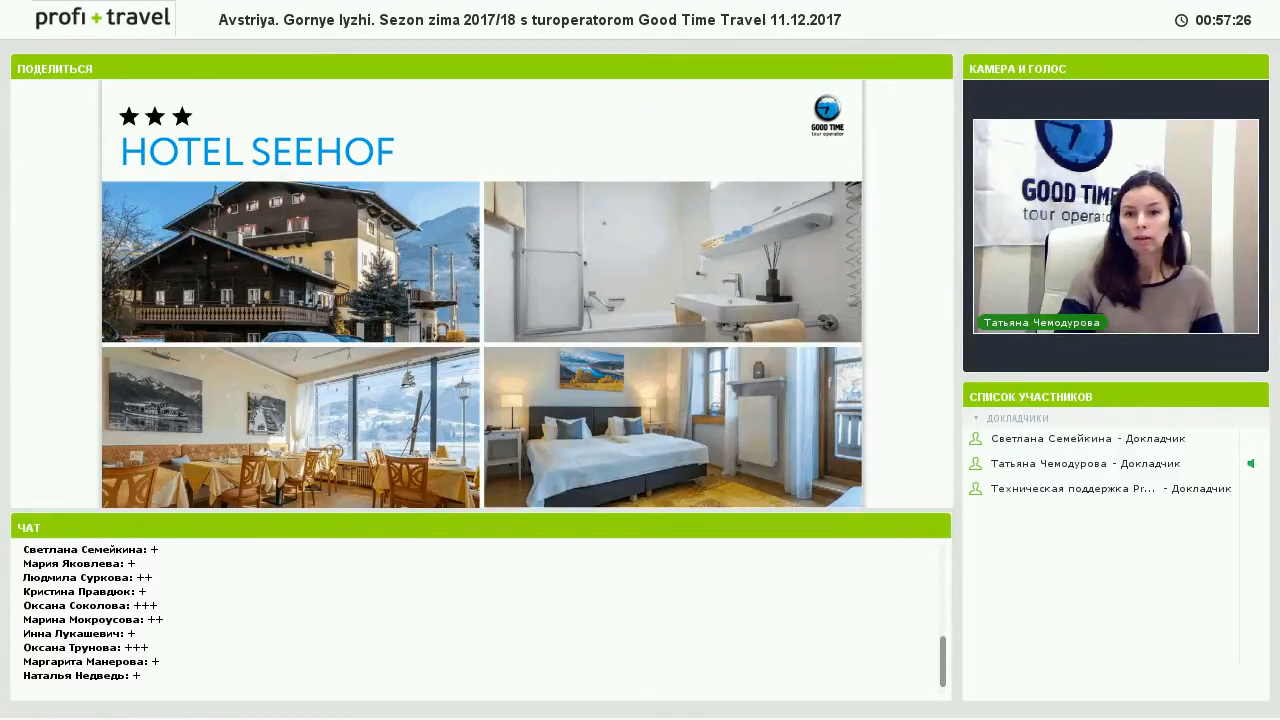 profi + travel
Avstriya. Gornye lyzhi. Sezon zima 2017/18 s turoperatorom Good Time Travel 11.12.2017
00:57:26
ПОДЕЛИТЬСЯ
HOTEL SEEHOF
GOOD TIME
tour operator
КАМЕРА И ГОЛОС
GOOD TIME
tour operato
Татьяна Чемодурова
СПИСОК УЧАСТНИКОВ
ДОКЛАДЧИКИ
Светлана Семейкина - Докладчик
Татьяна Чемодурова - Докладчик
Техническая поддержка Pr... - Докладчик
ЧАТ
Светлана Семейкина: +
Мария Яковлева: +
Людмила Суркова: ++
Кристина Правдюк: +
Оксана Соколова: +++
Марина Мокроусова: ++
Инна Лукашевич: +
Оксана Трунова: +++
Маргарита Манерова: +
Наталья Недведь: +